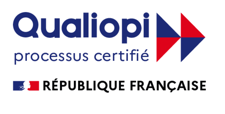 Qualiopi
processus certifié
RÉPUBLIQUE FRANÇAISE